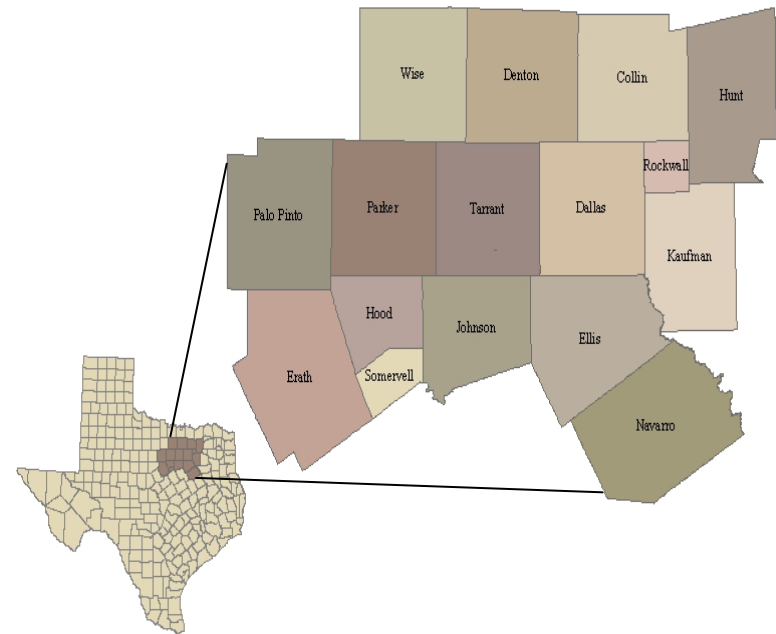 Wise
Denton
Collin
Hunt
Rockwall
Palo Pinto
Parker
Tarrant
Dallas
Kaufman
Hood
Johnson
Ellis
Erath
Somervell
Navarro